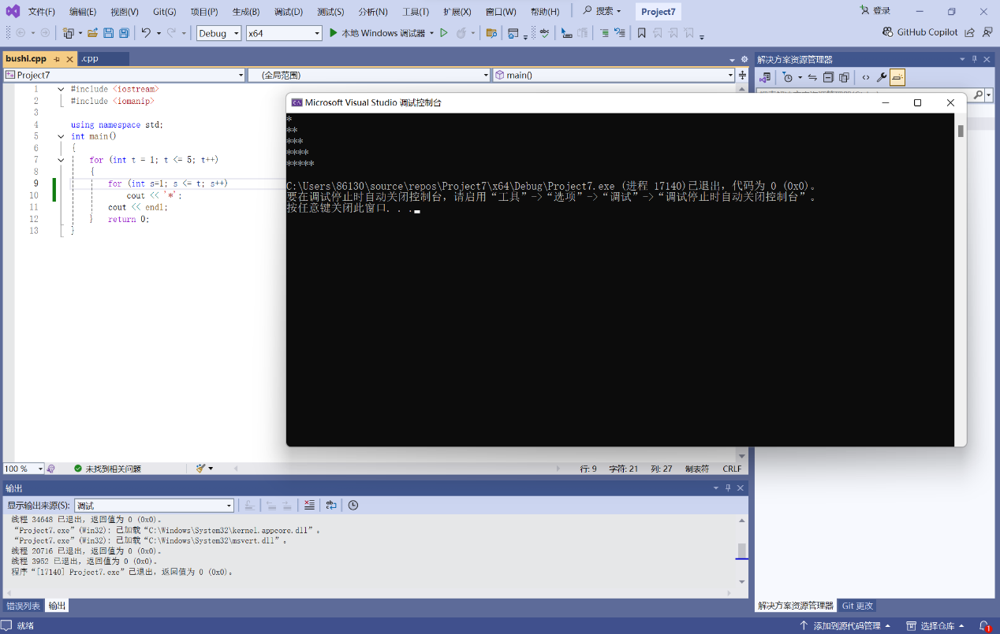 文件(F) 编辑(E) 视图(V) Git(G) 项目(P) 生成(B) 调试(D) 测试(S) 分析(N) 工具(T) 扩展(X) 窗口(W) 帮助(H) 搜索 Project7 登录
Debug x64 本地 Windows 调试器 GitHub Copilot
bushi.cpp .cpp
Project7 (全局范围) main()
解决方案资源管理器
1 #include <iostream>
2 #include <iomanip>
3
4 using namespace std;
5 int main()
6 {
7 for (int t = 1; t <= 5; t++)
8 {
9 for (int s=1; s <= t; s++)
10 cout << '*';
11 cout << endl;
12 } return 0;
13 }
Microsoft Visual Studio 调试控制台
*
**
***
****
*****
C:\Users\86130\source\repos\Project7\x64\Debug\Project7.exe (进程 17140)已退出，代码为 0 (0x0)。
要在调试停止时自动关闭控制台，请启用“工具”->“选项”->“调试”->“调试停止时自动关闭控制台”。
按任意键关闭此窗口. . .
100 % 未找到相关问题 行: 9 字符: 21 列: 27 制表符 CRLF
输出
显示输出来源(S): 调试
线程 34648 已退出，返回值为 0 (0x0)。
“Project7.exe”(Win32): 已加载“C:\Windows\System32\kernel.appcore.dll”。
“Project7.exe”(Win32): 已加载“C:\Windows\System32\msvcrt.dll”。
线程 20716 已退出，返回值为 0 (0x0)。
线程 3952 已退出，返回值为 0 (0x0)。
程序“[17140] Project7.exe”已退出，返回值为 0 (0x0)。
错误列表 输出
解决方案资源管理器 Git 更改
就绪 添加到源代码管理 选择仓库 1